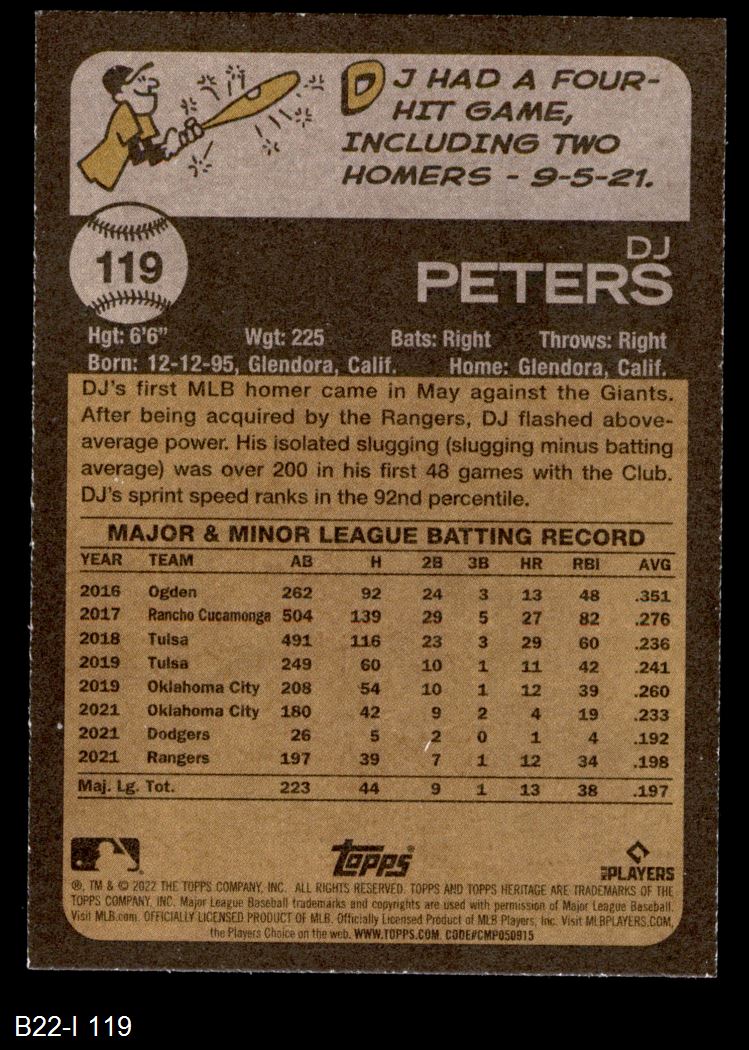 DJ HAD A FOUR-
HIT GAME,
INCLUDING TWO
HOMERS - 9-5-21.
119
DJ
PETERS
Hgt: 6'6" Wgt: 225 Bats: Right Throws: Right
Born: 12-12-95, Glendora, Calif. Home: Glendora, Calif.
DJ's first MLB homer came in May against the Giants.
After being acquired by the Rangers, DJ flashed above-
average power. His isolated slugging (slugging minus batting
average) was over 200 in his first 48 games with the Club.
DJ's sprint speed ranks in the 92nd percentile.
MAJOR & MINOR LEAGUE BATTING RECORD
YEAR TEAM AB H 2B 3B HR RBI AVG
2016 Ogden 262 92 24 3 13 48 .351
2017 Rancho Cucamonga 504 139 29 5 27 82 .276
2018 Tulsa 491 116 23 3 29 60 .236
2019 Tulsa 249 60 10 1 11 42 .241
2019 Oklahoma City 208 54 10 1 12 39 .260
2021 Oklahoma City 180 42 9 2 4 19 .233
2021 Dodgers 26 5 2 0 1 4 .192
2021 Rangers 197 39 7 1 12 34 .198
Maj. Lg. Tot. 223 44 9 1 13 38 .197
Topps
PLAYERS
®, TM & © 2022 THE TOPPS COMPANY, INC. ALL RIGHTS RESERVED. TOPPS AND TOPPS HERITAGE ARE TRADEMARKS OF THE
TOPPS COMPANY, INC. Major League Baseball trademarks and copyrights are used with permission of Major League Baseball.
Visit MLB.com. OFFICIALLY LICENSED PRODUCT OF MLB. Officially Licensed Product of MLB Players, Inc. Visit MLBPLAYERS.COM,
the Players Choice on the web. WWW.TOPPS.COM. CODE#CMP050915
B22-I 119